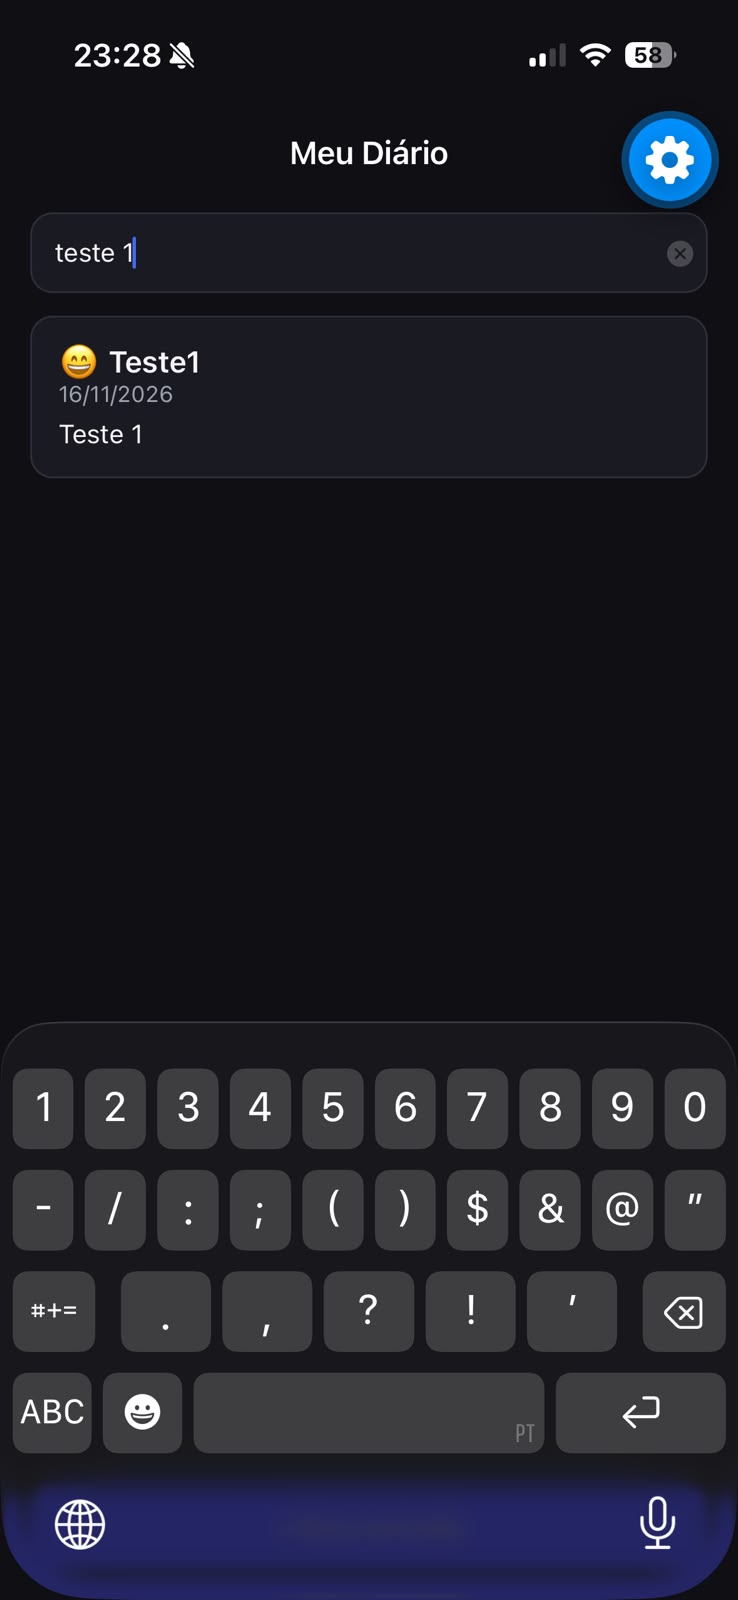 23:28
58
Meu Diário
teste 1
😄 Teste1
16/11/2026
Teste 1
1 2 3 4 5 6 7 8 9 0
- / : ; ( ) $ & @ "
#+= . , ? ! '
ABC
PT